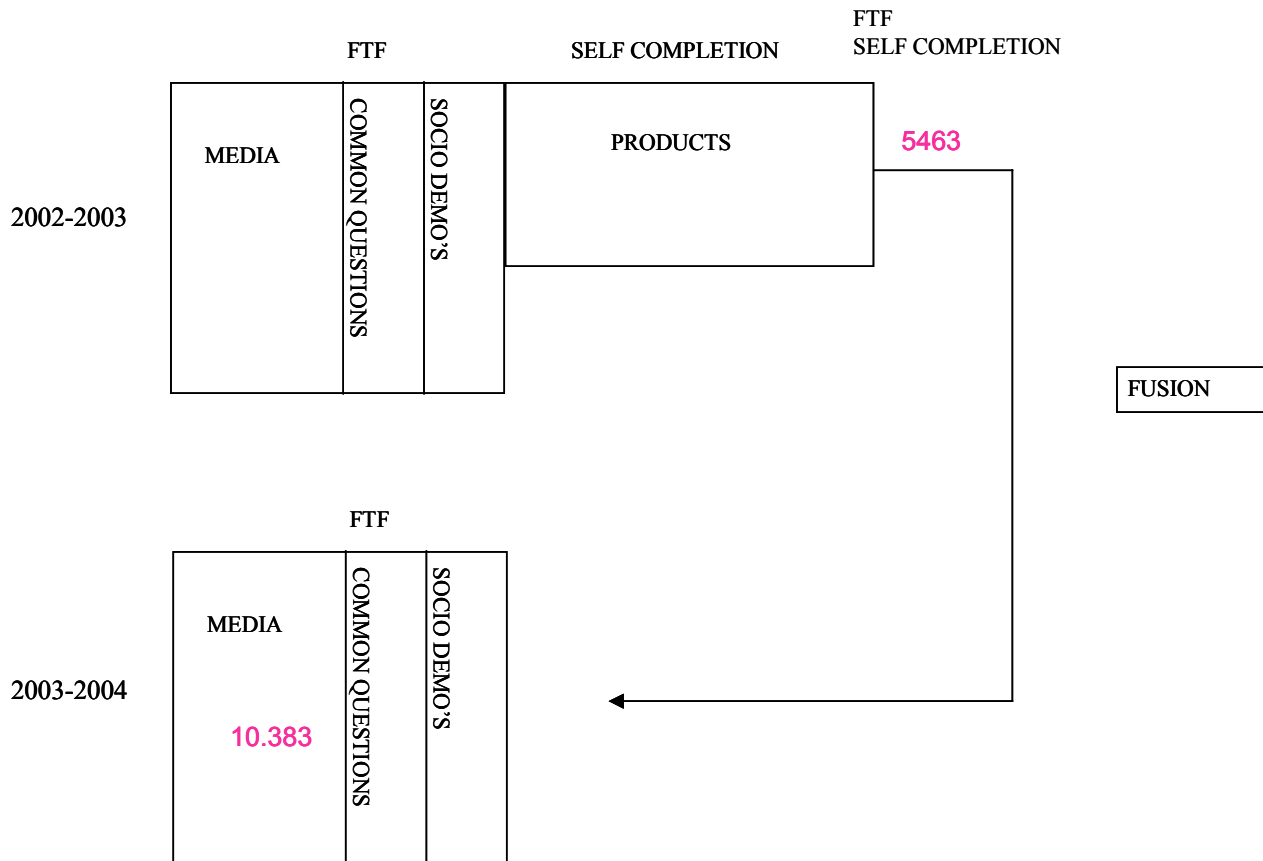 FTF
SELF COMPLETION
FTF
SELF COMPLETION
MEDIA
COMMON QUESTIONS
SOCIO DEMO'S
PRODUCTS
5463
2002-2003
FUSION
FTF
MEDIA
COMMON QUESTIONS
SOCIO DEMO'S
2003-2004
10.383